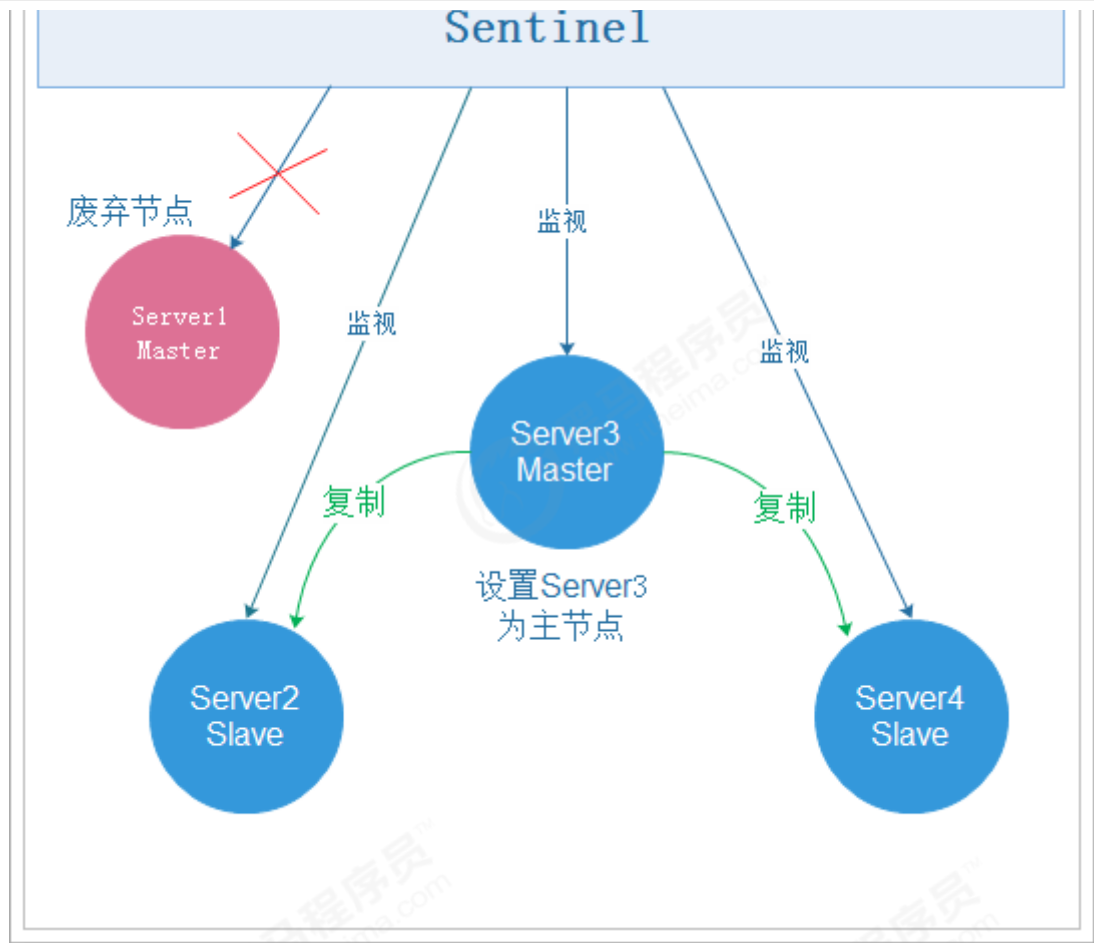 Sentinel
废弃节点
Server1
Master
监视
监视
监视
Server3
Master
复制
复制
设置Server3
为主节点
Server2
Slave
Server4
Slave